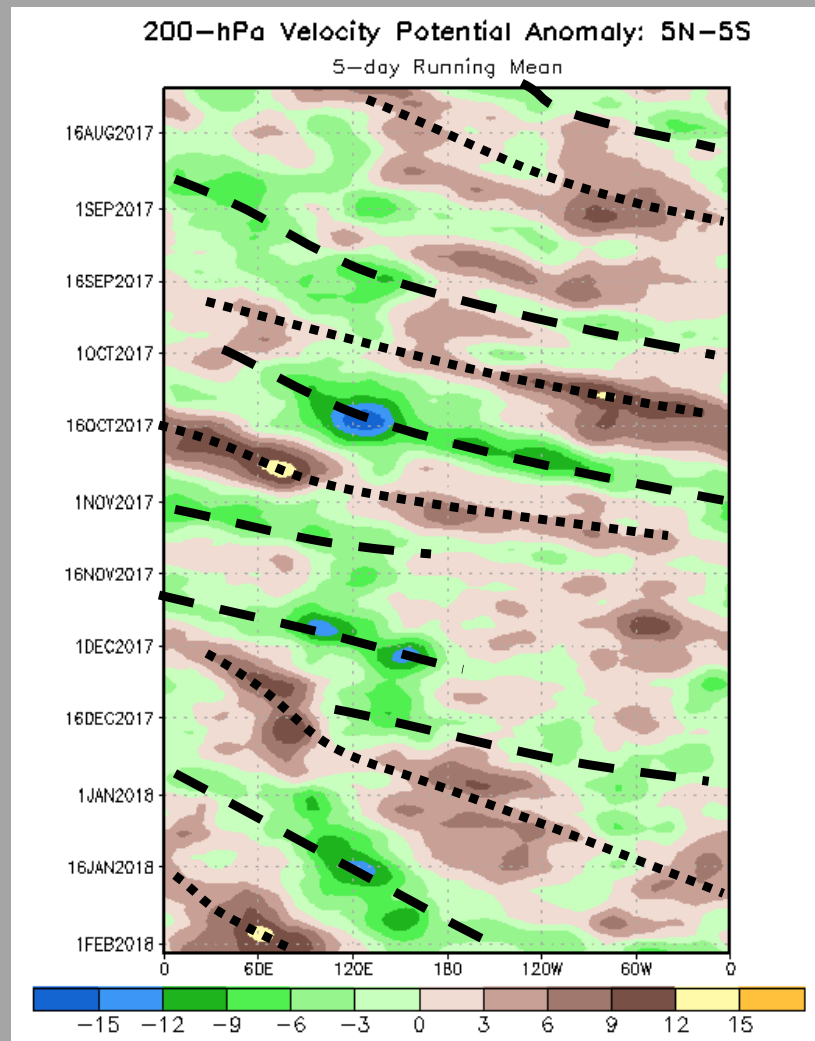 200-hPa Velocity Potential Anomaly: 5N-5S
5-day Running Mean
16AUG2017
1SEP2017
16SEP2017
1OCT2017
16OCT2017
1NOV2017
16NOV2017
1DEC2017
16DEC2017
1JAN2018
16JAN2018
1FEB2018
0 60E 120E 180 120W 60W 0
-15 -12 -9 -6 -3 0 3 6 9 12 15